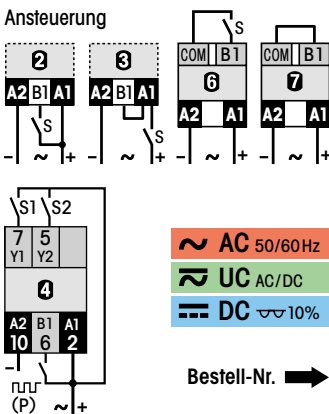 Ansteuerung
2
A2 B1 A1
S
– ~ +
3
A2 B1 A1
S
– ~ +
S
COM B1
6
A2 A1
– ~ +
COM B1
7
A2 A1
– ~ +
S1 S2
7 5
Y1 Y2
4
A2 B1 A1
10 6 2
–
(P) ~ +
~ AC 50/60 Hz
UC AC/DC
DC 10%
Bestell-Nr.